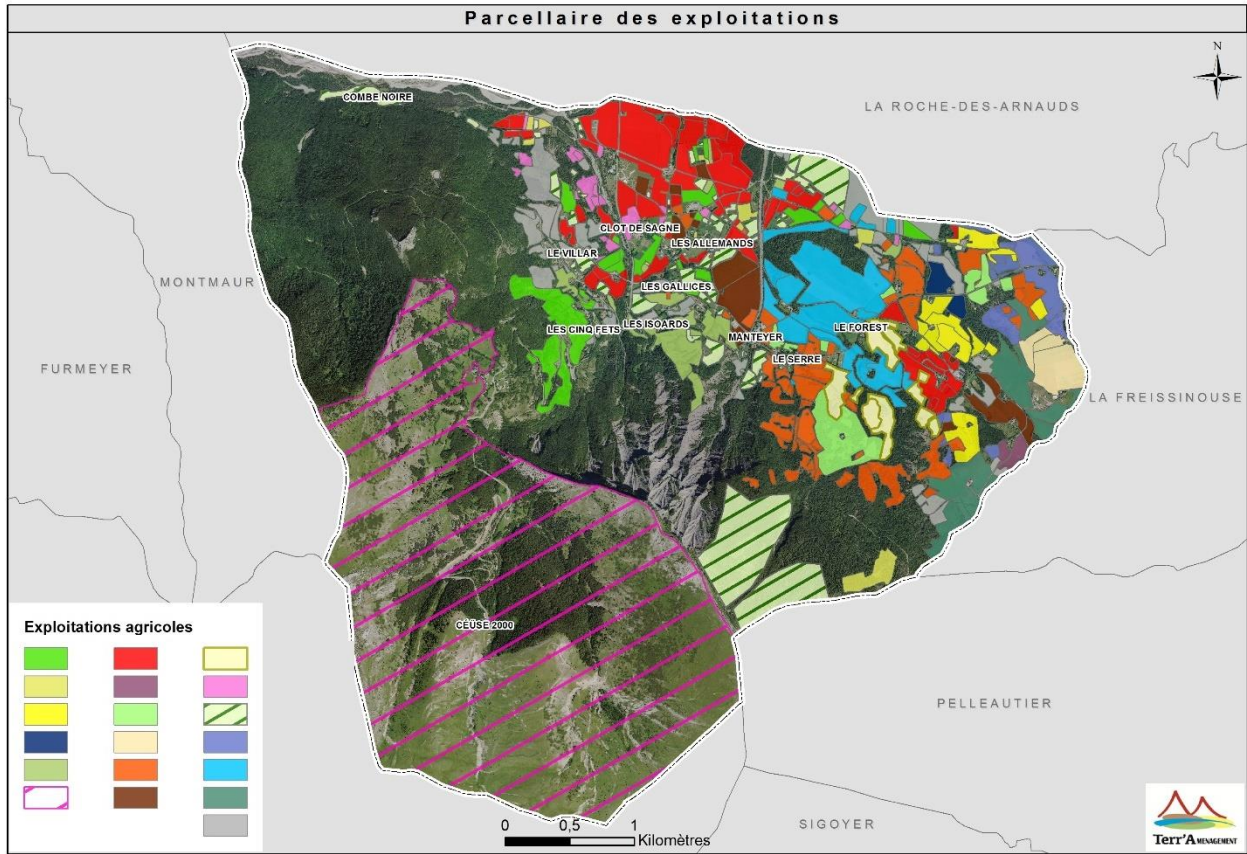 Parcellaire des exploitations
N
COMBE NOIRE
LA ROCHE-DES-ARNAUDS
CLOT DE SAGNE
LES ALLEMANDS
LE VILLAR
MONTMAUR
LES GALLICES
LES CINQ FETS
LES ISOARDS
LE FOREST
MANTEYER
LE SERRE
FURMEYER
LA FREISSINOUSE
CÉÜSE 2000
Exploitations agricoles
PELLEAUTIER
0 0,5 1
Kilomètres
SIGOYER
Terr'AMENAGEMENT